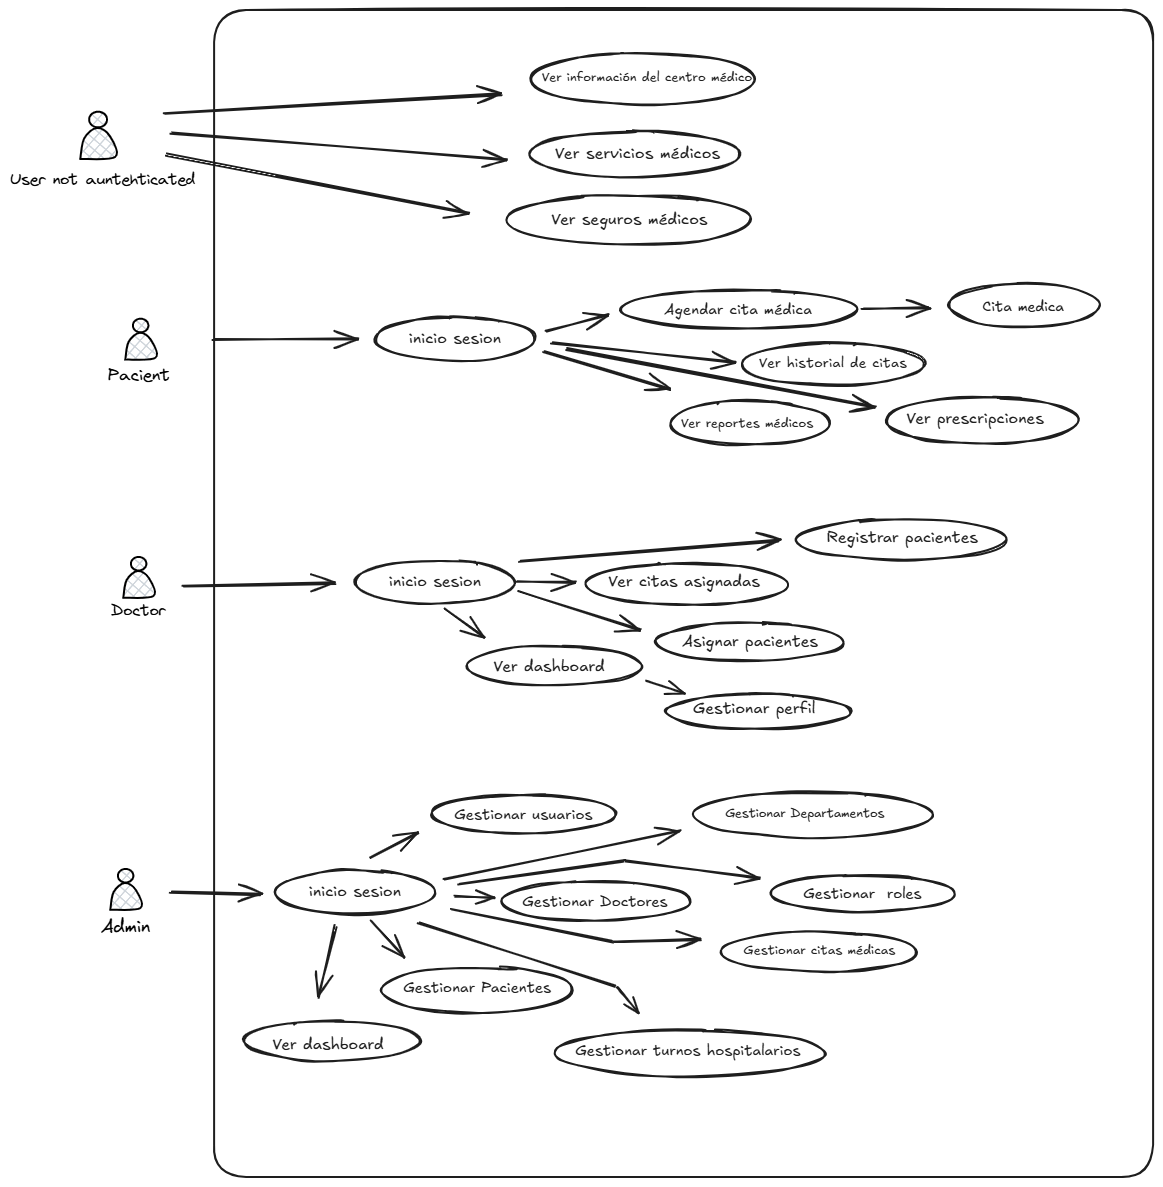 Ver información del centro médico
User not auntenticated
Ver servicios médicos
Ver seguros médicos
Pacient
inicio sesion
Agendar cita médica
Cita medica
Ver historial de citas
Ver reportes médicos
Ver prescripciones
Doctor
inicio sesion
Registrar pacientes
Ver citas asignadas
Asignar pacientes
Ver dashboard
Gestionar perfil
Admin
inicio sesion
Gestionar usuarios
Gestionar Departamentos
Gestionar roles
Gestionar Doctores
Gestionar citas médicas
Gestionar Pacientes
Ver dashboard
Gestionar turnos hospitalarios